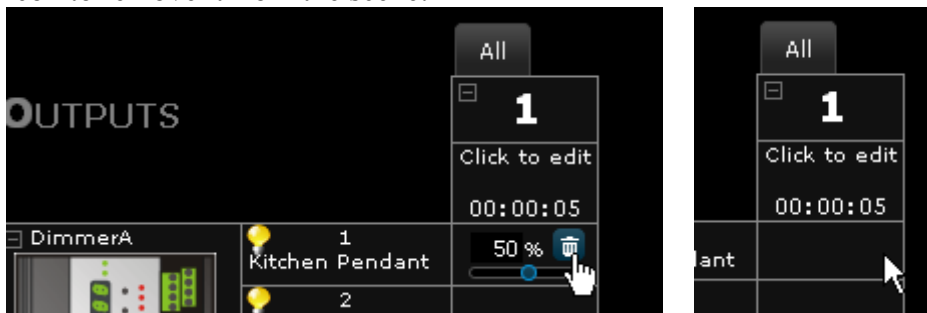 All
OUTPUTS
1
Click to edit
00:00:05
DimmerA
1
Kitchen Pendant
50 %
2
All
1
Click to edit
00:00:05
lant